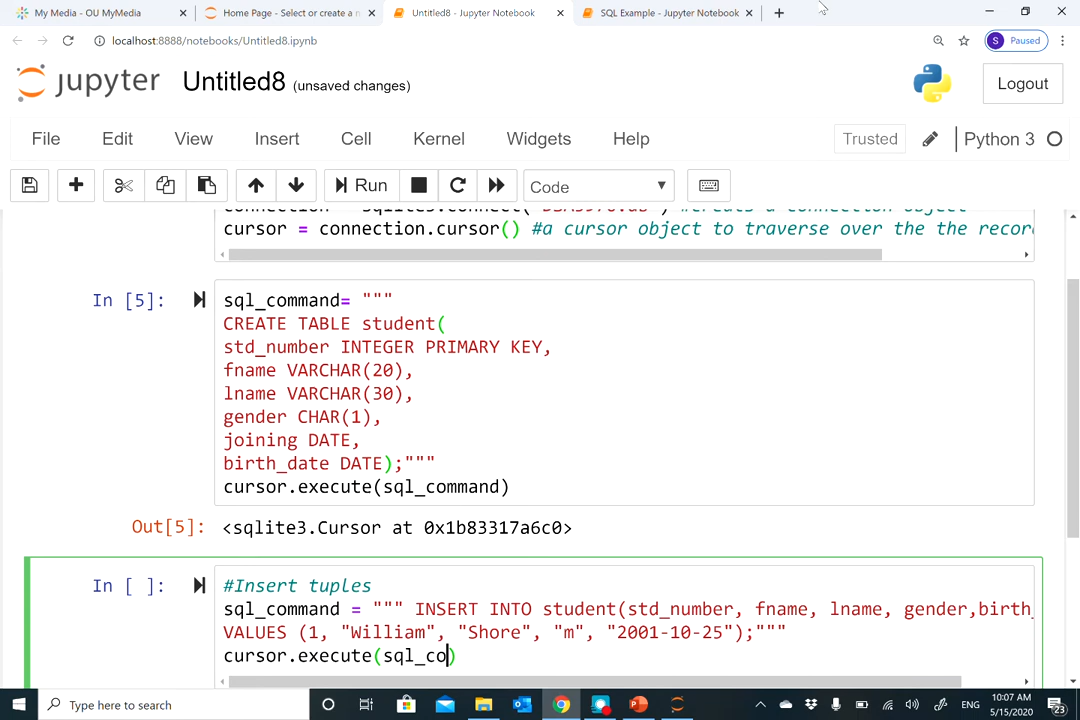 My Media - OU MyMedia
Home Page - Select or create a n
Untitled8 - Jupyter Notebook
SQL Example - Jupyter Notebook
localhost:8888/notebooks/Untitled8.ipynb
S Paused
jupyter Untitled8 (unsaved changes)
Logout
File Edit View Insert Cell Kernel Widgets Help
Trusted
Python 3
Run
Code
cursor = connection.cursor() #a cursor object to traverse over the the recor
In [5]:
sql_command= """
CREATE TABLE student(
std_number INTEGER PRIMARY KEY,
fname VARCHAR(20),
lname VARCHAR(30),
gender CHAR(1),
joining DATE,
birth_date DATE);"""
cursor.execute(sql_command)
Out[5]: <sqlite3.Cursor at 0x1b83317a6c0>
In [ ]:
#Insert tuples
sql_command = """ INSERT INTO student(std_number, fname, lname, gender,birth_
VALUES (1, "William", "Shore", "m", "2001-10-25");"""
cursor.execute(sql_co)
Type here to search
ENG
10:07 AM
5/15/2020
23